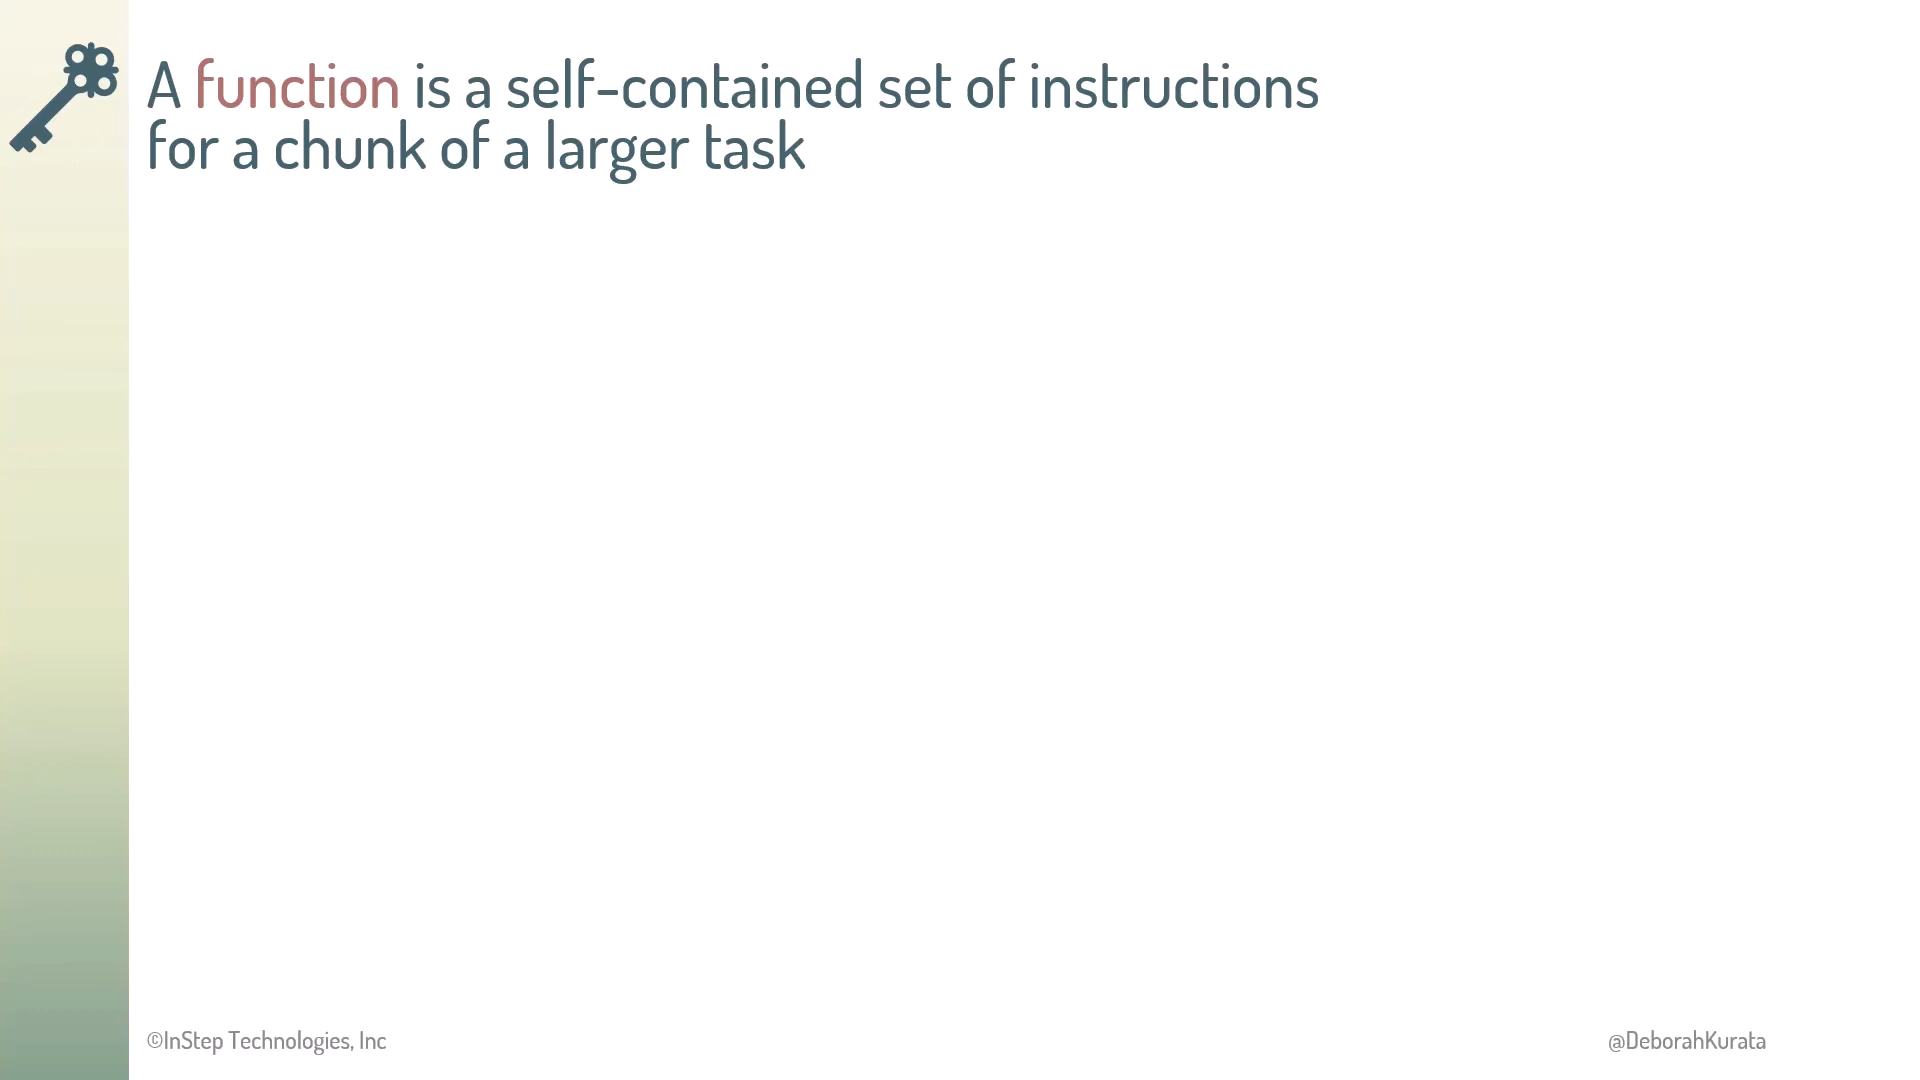 A function is a self-contained set of instructions
for a chunk of a larger task
©InStep Technologies, Inc
@DeborahKurata